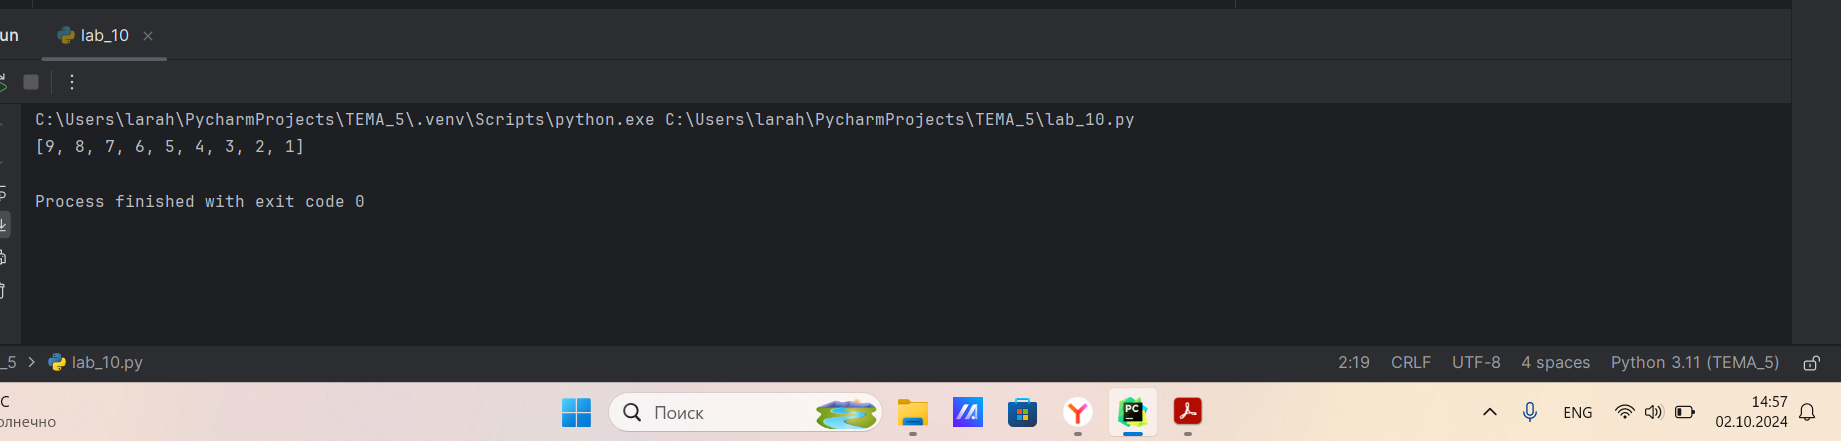 un lab_10
C:\Users\larah\PycharmProjects\TEMA_5\.venv\Scripts\python.exe C:\Users\larah\PycharmProjects\TEMA_5\lab_10.py
[9, 8, 7, 6, 5, 4, 3, 2, 1]
Process finished with exit code 0
_5 > lab_10.py 2:19 CRLF UTF-8 4 spaces Python 3.11 (TEMA_5)
C
олнечно
Поиск
PC
ENG
14:57
02.10.2024